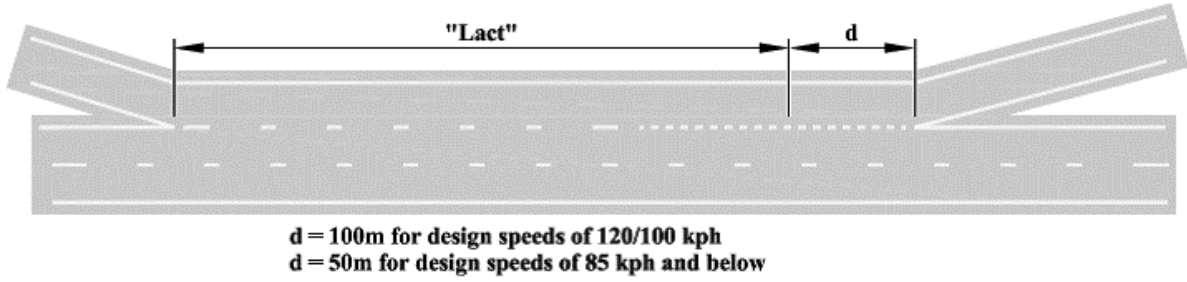 "Lact"
d
d = 100m for design speeds of 120/100 kph
d = 50m for design speeds of 85 kph and below